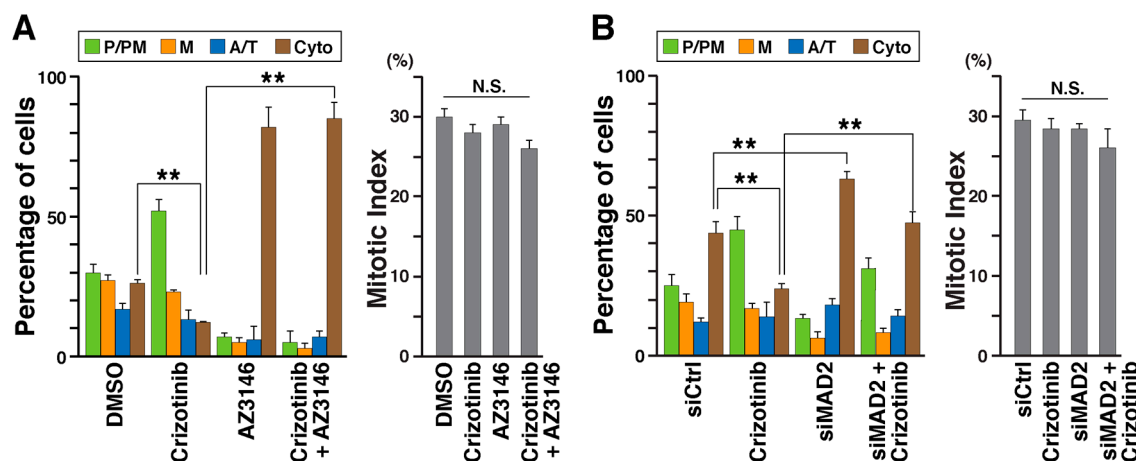 A
P/PM M A/T Cyto
Percentage of cells
100
50
0
**
**
DMSO
Crizotinib
AZ3146
Crizotinib
+ AZ3146
(%)
Mitotic Index
30
20
10
0
N.S.
DMSO
Crizotinib
AZ3146
Crizotinib
+ AZ3146
B
P/PM M A/T Cyto
Percentage of cells
100
50
0
**
**
**
siCtrl
Crizotinib
siMAD2
siMAD2 +
Crizotinib
(%)
Mitotic Index
30
20
10
0
N.S.
siCtrl
Crizotinib
siMAD2
siMAD2 +
Crizotinib